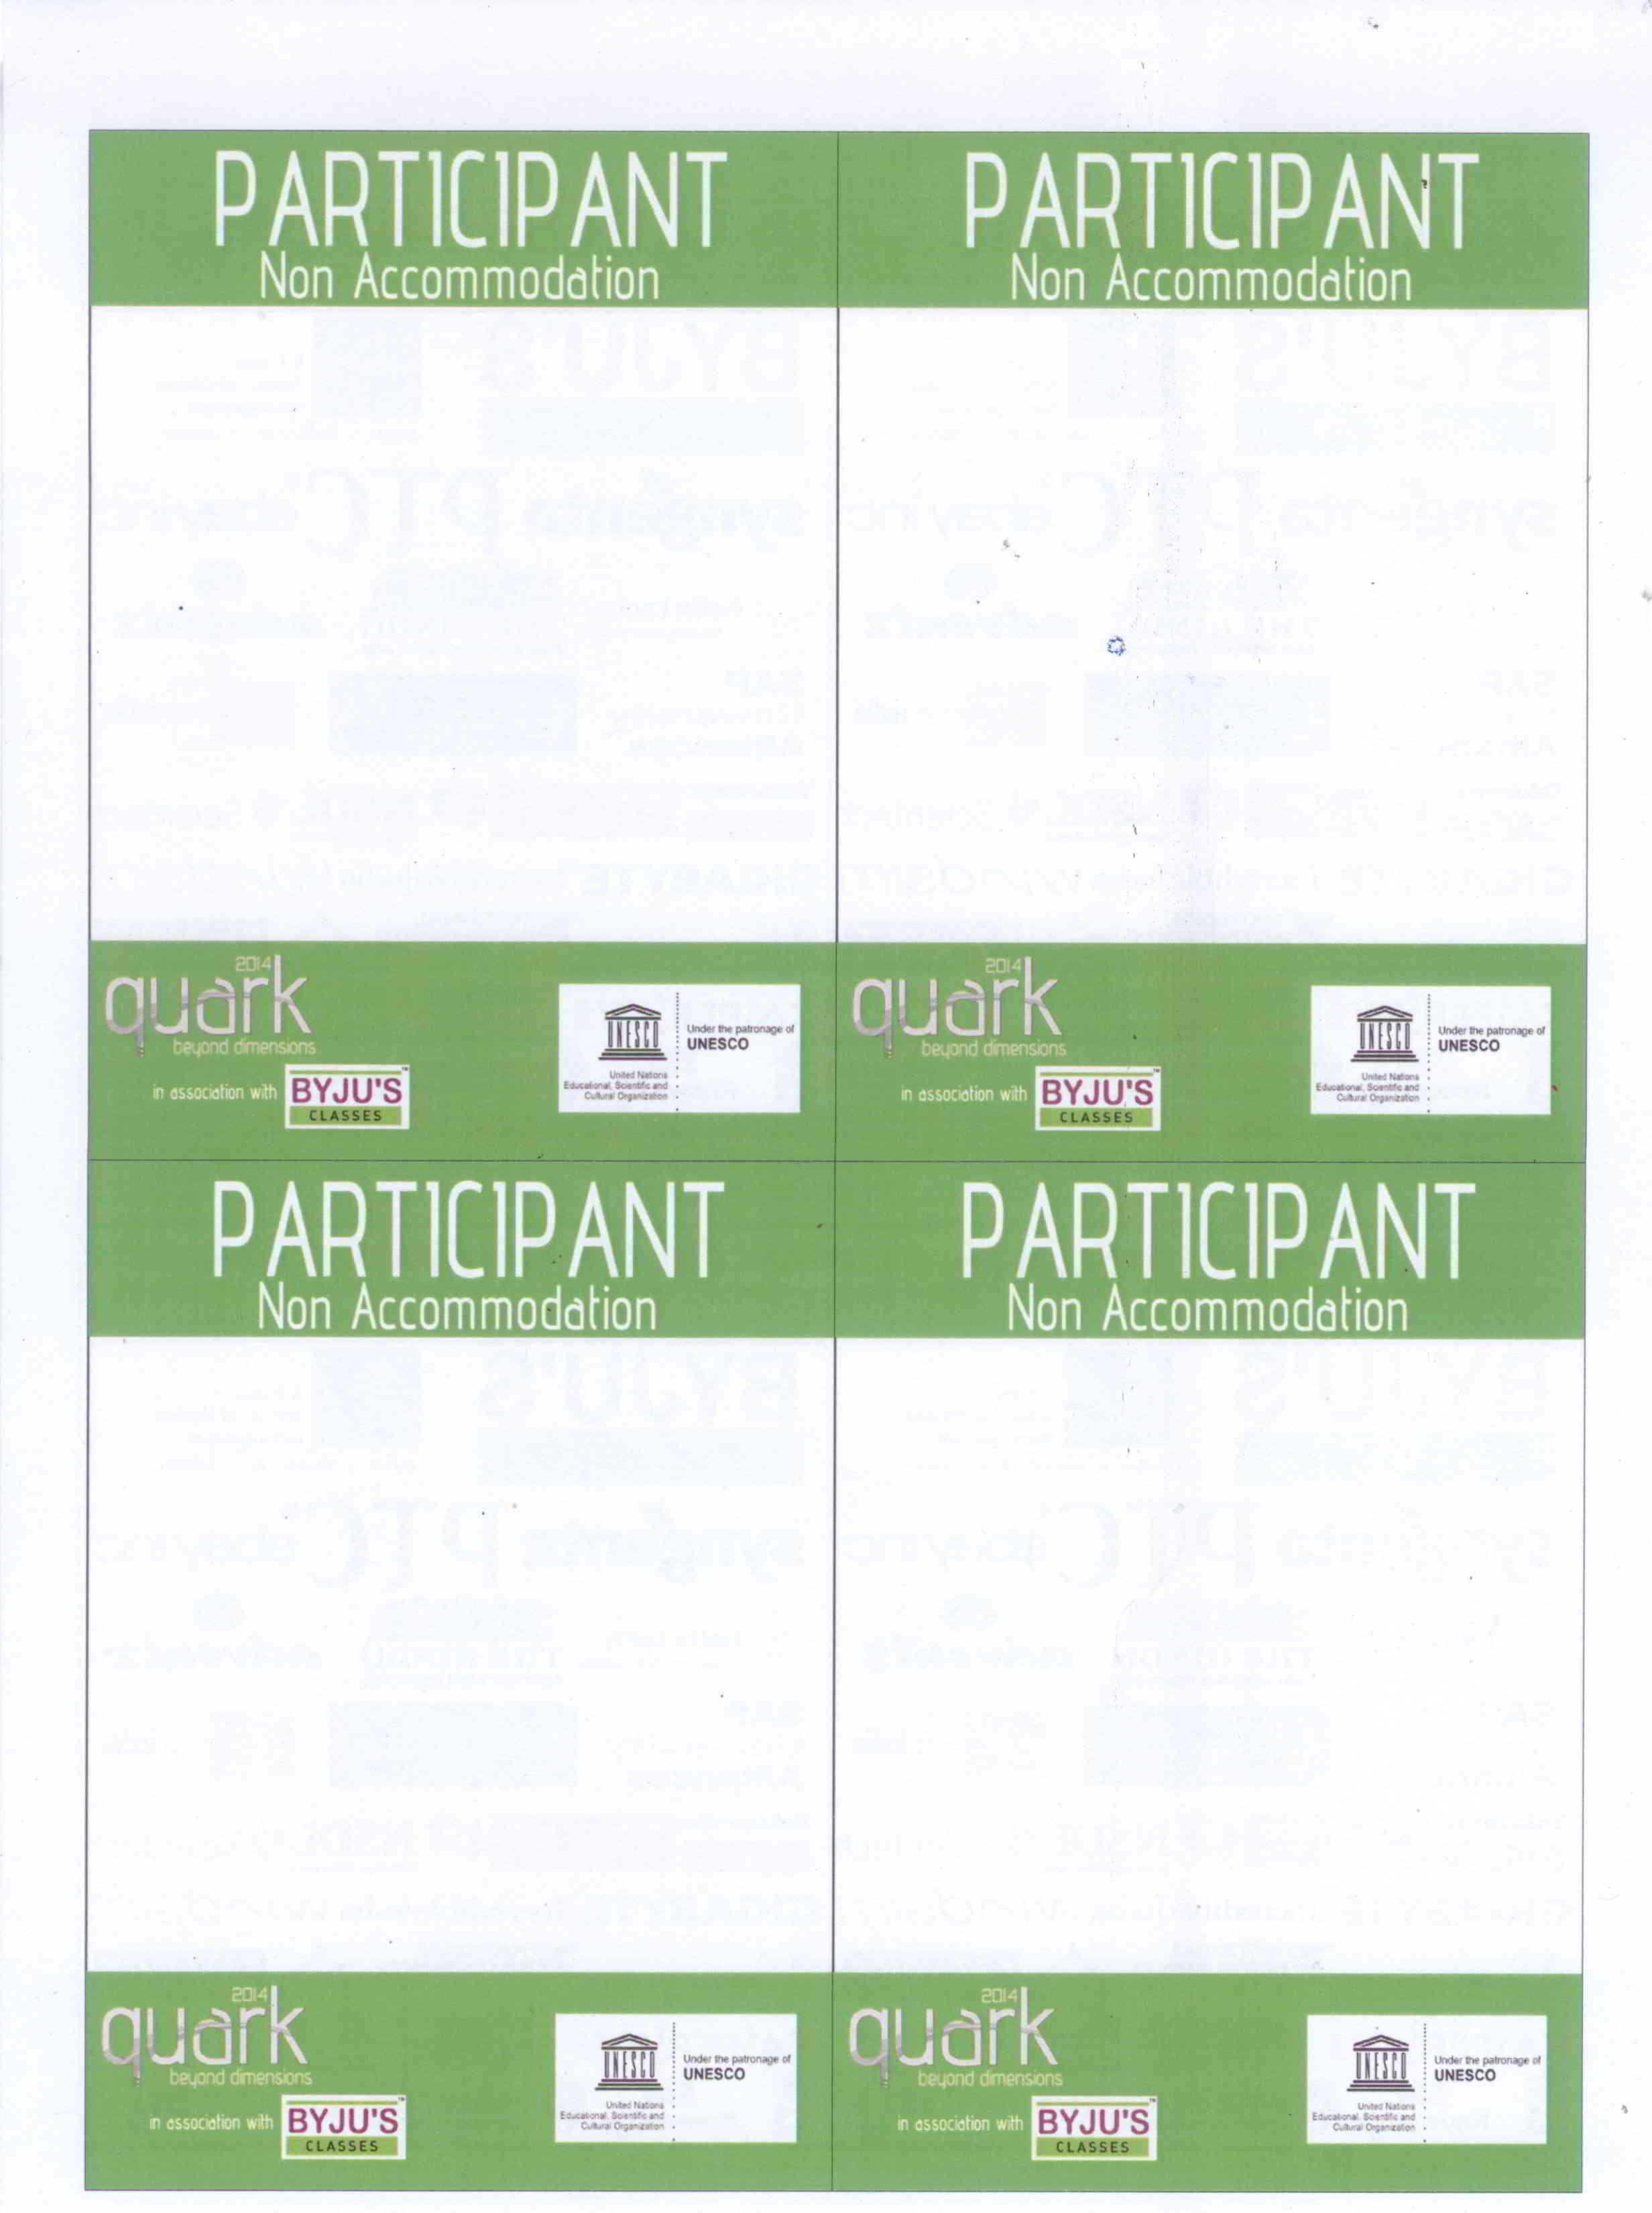 PARTICIPANT
Non Accommodation
2014
quark
beyond dimensions
in association with BYJU'S
CLASSES
UNESCO
United Nations
Educational, Scientific and
Cultural Organization
Under the patronage of
UNESCO
PARTICIPANT
Non Accommodation
2014
quark
beyond dimensions
in association with BYJU'S
CLASSES
UNESCO
United Nations
Educational, Scientific and
Cultural Organization
Under the patronage of
UNESCO
PARTICIPANT
Non Accommodation
2014
quark
beyond dimensions
in association with BYJU'S
CLASSES
UNESCO
United Nations
Educational, Scientific and
Cultural Organization
Under the patronage of
UNESCO
PARTICIPANT
Non Accommodation
2014
quark
beyond dimensions
in association with BYJU'S
CLASSES
UNESCO
United Nations
Educational, Scientific and
Cultural Organization
Under the patronage of
UNESCO